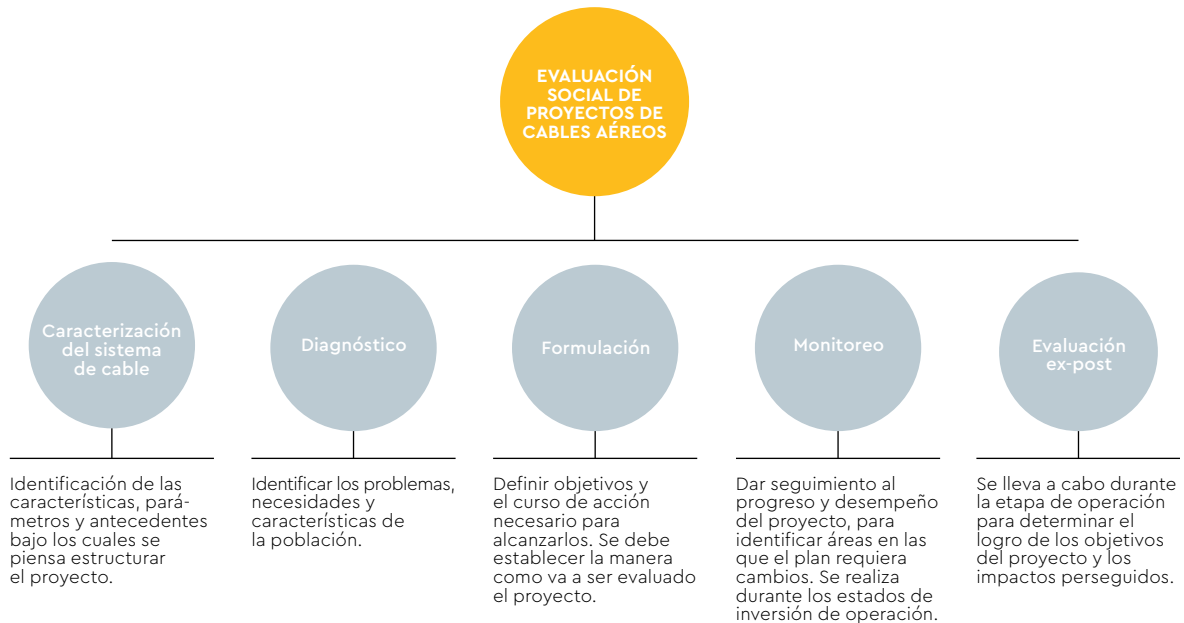 EVALUACIÓN
SOCIAL DE
PROYECTOS DE
CABLES AÉREOS
Caracterización
del sistema
de cable
Identificación de las
características, pará-
metros y antecedentes
bajo los cuales se
piensa estructurar
el proyecto.
Diagnóstico
Identificar los problemas,
necesidades y
características de
la población.
Formulación
Definir objetivos y
el curso de acción
necesario para
alcanzarlos. Se debe
establecer la manera
como va a ser evaluado
el proyecto.
Monitoreo
Dar seguimiento al
progreso y desempeño
del proyecto, para
identificar áreas en las
que el plan requiera
cambios. Se realiza
durante los estados de
inversión de operación.
Evaluación
ex-post
Se lleva a cabo durante
la etapa de operación
para determinar el
logro de los objetivos
del proyecto y los
impactos perseguidos.